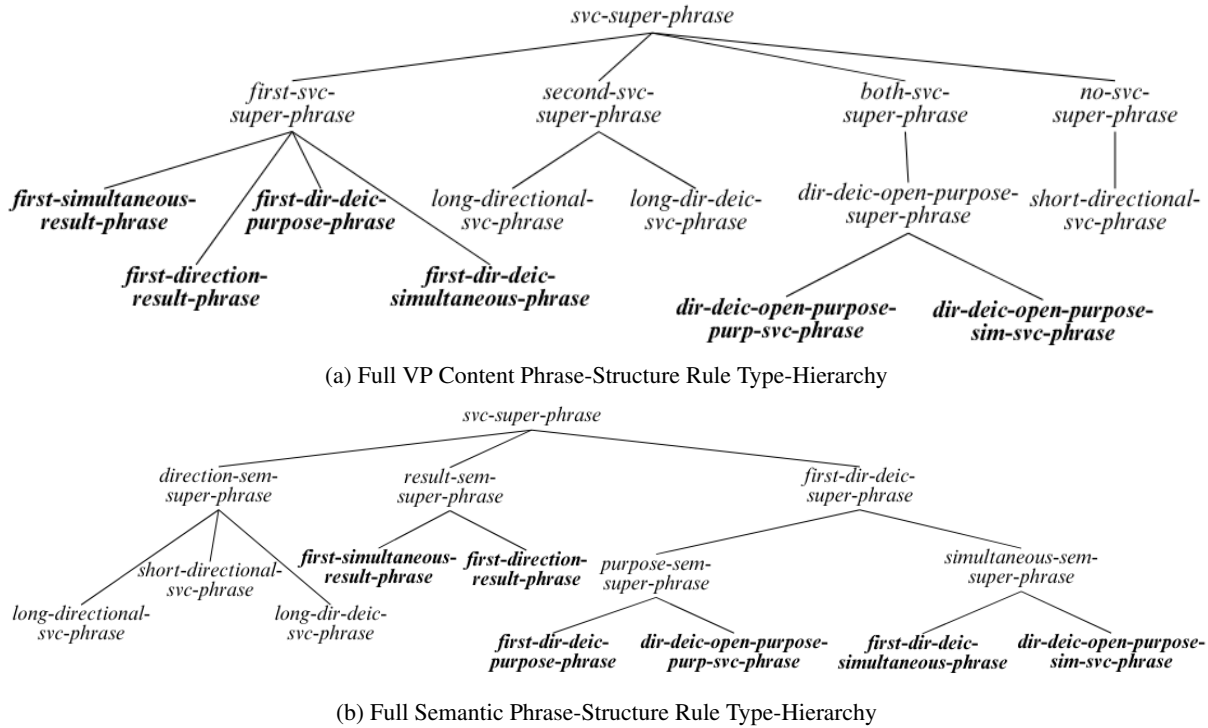 svc-super-phrase
first-svc-
super-phrase
second-svc-
super-phrase
both-svc-
super-phrase
no-svc-
super-phrase
first-simultaneous-
result-phrase
first-dir-deic-
purpose-phrase
long-directional-
svc-phrase
long-dir-deic-
svc-phrase
dir-deic-open-purpose-
super-phrase
short-directional-
svc-phrase
first-direction-
result-phrase
first-dir-deic-
simultaneous-phrase
dir-deic-open-purpose-
purp-svc-phrase
dir-deic-open-purpose-
sim-svc-phrase
(a) Full VP Content Phrase-Structure Rule Type-Hierarchy
svc-super-phrase
direction-sem-
super-phrase
result-sem-
super-phrase
first-dir-deic-
super-phrase
first-simultaneous-
result-phrase
first-direction-
result-phrase
short-directional-
svc-phrase
purpose-sem-
super-phrase
simultaneous-sem-
super-phrase
long-directional-
svc-phrase
long-dir-deic-
svc-phrase
first-dir-deic-
purpose-phrase
dir-deic-open-purpose-
purp-svc-phrase
first-dir-deic-
simultaneous-phrase
dir-deic-open-purpose-
sim-svc-phrase
(b) Full Semantic Phrase-Structure Rule Type-Hierarchy